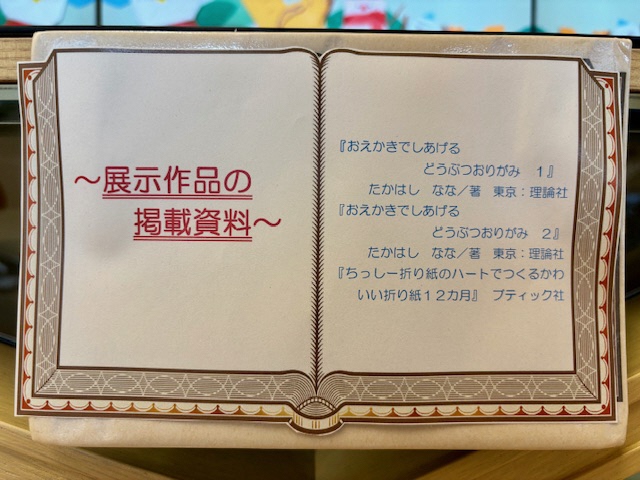 ～展示作品の
掲載資料～
『おえかきでしあげる
どうぶつおりがみ　１』
たかはし　なな／著　東京：理論社
『おえかきでしあげる
どうぶつおりがみ　２』
たかはし　なな／著　東京：理論社
『ちっしー折り紙のハートでつくるかわ
いい折り紙１２カ月』　ブティック社